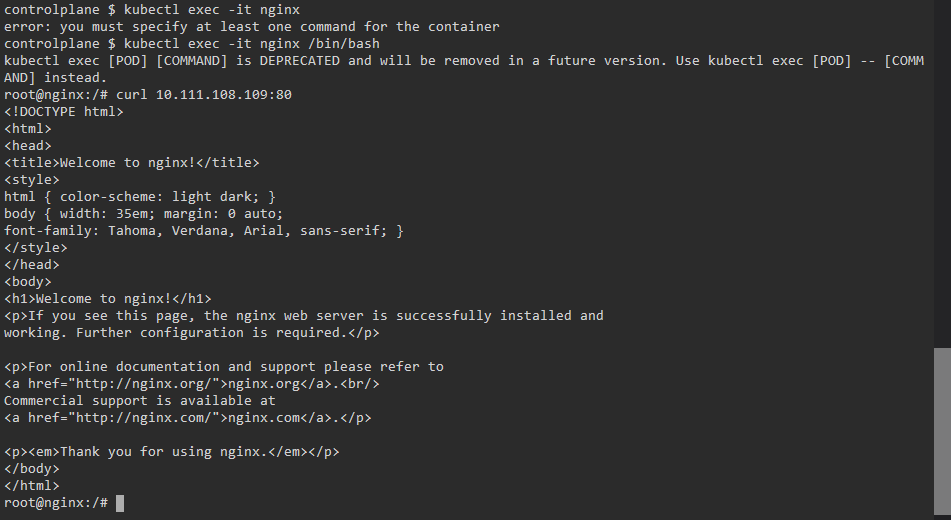 controlplane $ kubectl exec -it nginx
error: you must specify at least one command for the container
controlplane $ kubectl exec -it nginx /bin/bash
kubectl exec [POD] [COMMAND] is DEPRECATED and will be removed in a future version. Use kubectl exec [POD] -- [COMM
AND] instead.
root@nginx:/# curl 10.111.108.109:80
<!DOCTYPE html>
<html>
<head>
<title>Welcome to nginx!</title>
<style>
html { color-scheme: light dark; }
body { width: 35em; margin: 0 auto;
font-family: Tahoma, Verdana, Arial, sans-serif; }
</style>
</head>
<body>
<h1>Welcome to nginx!</h1>
<p>If you see this page, the nginx web server is successfully installed and
working. Further configuration is required.</p>

<p>For online documentation and support please refer to
<a href="http://nginx.org/">nginx.org</a>.<br/>
Commercial support is available at
<a href="http://nginx.com/">nginx.com</a>.</p>

<p><em>Thank you for using nginx.</em></p>
</body>
</html>
root@nginx:/#